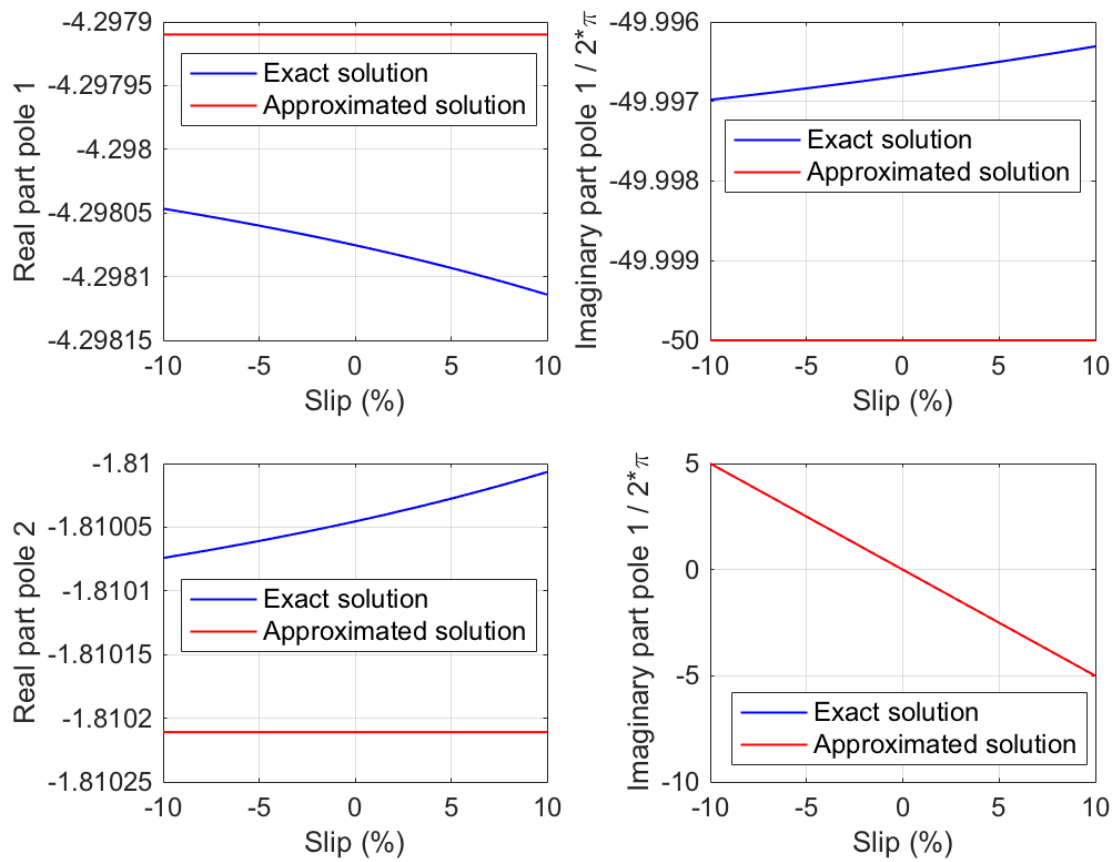 -4.2979
-4.29795
-4.298
-4.29805
-4.2981
-4.29815
Real part pole 1
Exact solution
Approximated solution
-10 -5 0 5 10
Slip (%)
-49.996
-49.997
-49.998
-49.999
-50
Imaginary part pole 1 / 2*π
Exact solution
Approximated solution
-10 -5 0 5 10
Slip (%)
-1.81
-1.81005
-1.8101
-1.81015
-1.8102
-1.81025
Real part pole 2
Exact solution
Approximated solution
-10 -5 0 5 10
Slip (%)
5
0
-5
-10
Imaginary part pole 1 / 2*π
Exact solution
Approximated solution
-10 -5 0 5 10
Slip (%)